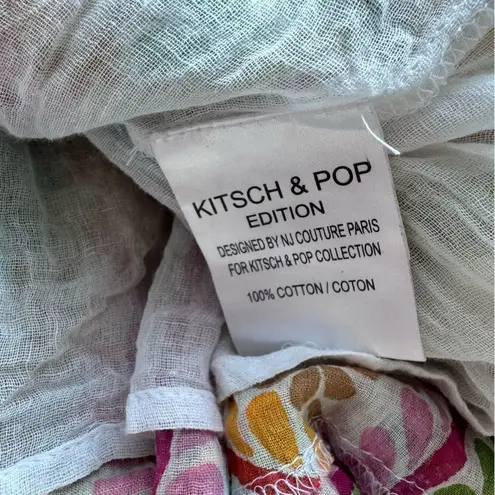 KITSCH & POP
EDITION
DESIGNED BY NJ COUTURE PARIS
FOR KITSCH & POP COLLECTION
100% COTTON / COTON